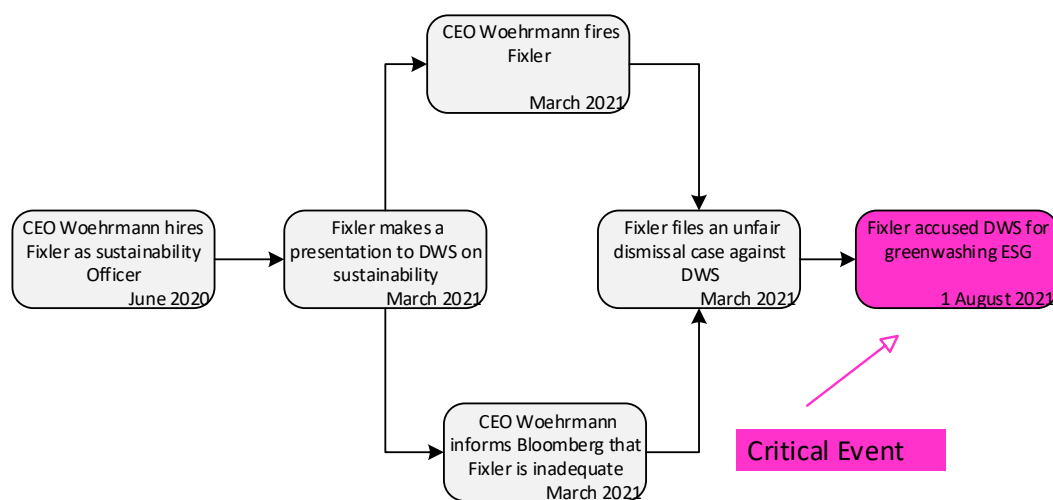 CEO Woehrmann fires
Fixler
March 2021
CEO Woehrmann hires
Fixler as sustainability
Officer
June 2020
Fixler makes a
presentation to DWS on
sustainability
March 2021
Fixler files an unfair
dismissal case against
DWS
March 2021
Fixler accused DWS for
greenwashing ESG
1 August 2021
CEO Woehrmann
informs Bloomberg that
Fixler is inadequate
March 2021
Critical Event